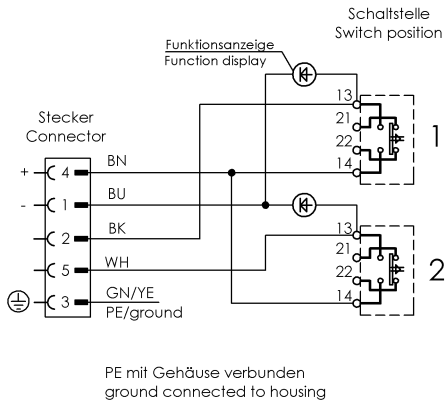 Schaltstelle
Switch position
Funktionsanzeige
Function display
13
21
22
14
1
Stecker
Connector
+ 4 BN
- 1 BU
2 BK
5 WH
3 GN/YE
PE/ground
13
21
22
14
2
PE mit Gehäuse verbunden
ground connected to housing